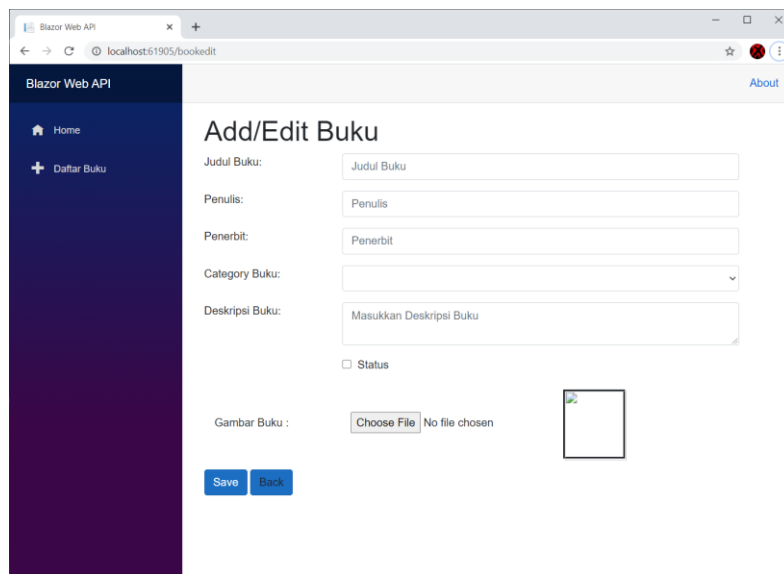 Blazor Web API
localhost:61905/bookedit
Blazor Web API
About
Home
Daftar Buku
Add/Edit Buku
Judul Buku:
Judul Buku
Penulis:
Penulis
Penerbit:
Penerbit
Category Buku:
Deskripsi Buku:
Masukkan Deskripsi Buku
Status
Gambar Buku :
Choose File No file chosen
Save Back